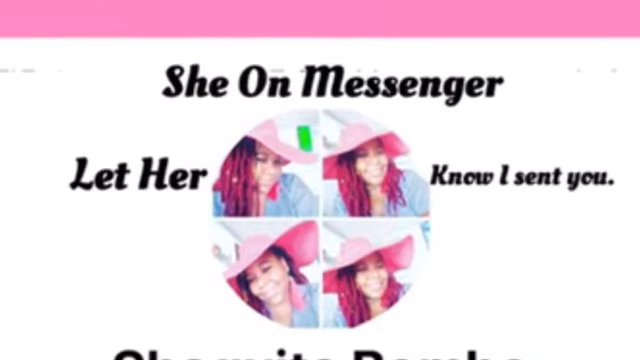 She On Messenger
Let Her
Know I sent you.